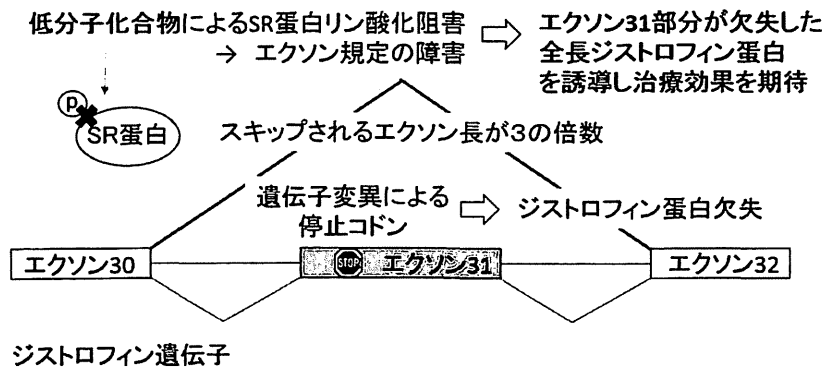 低分子化合物によるSR蛋白リン酸化阻害
→ エクソン規定の障害
エクソン31部分が欠失した
全長ジストロフィン蛋白
を誘導し治療効果を期待
p
SR蛋白
スキップされるエクソン長が3の倍数
遺伝子変異による
停止コドン
ジストロフィン蛋白欠失
エクソン30
STOP エクソン31
エクソン32
ジストロフィン遺伝子